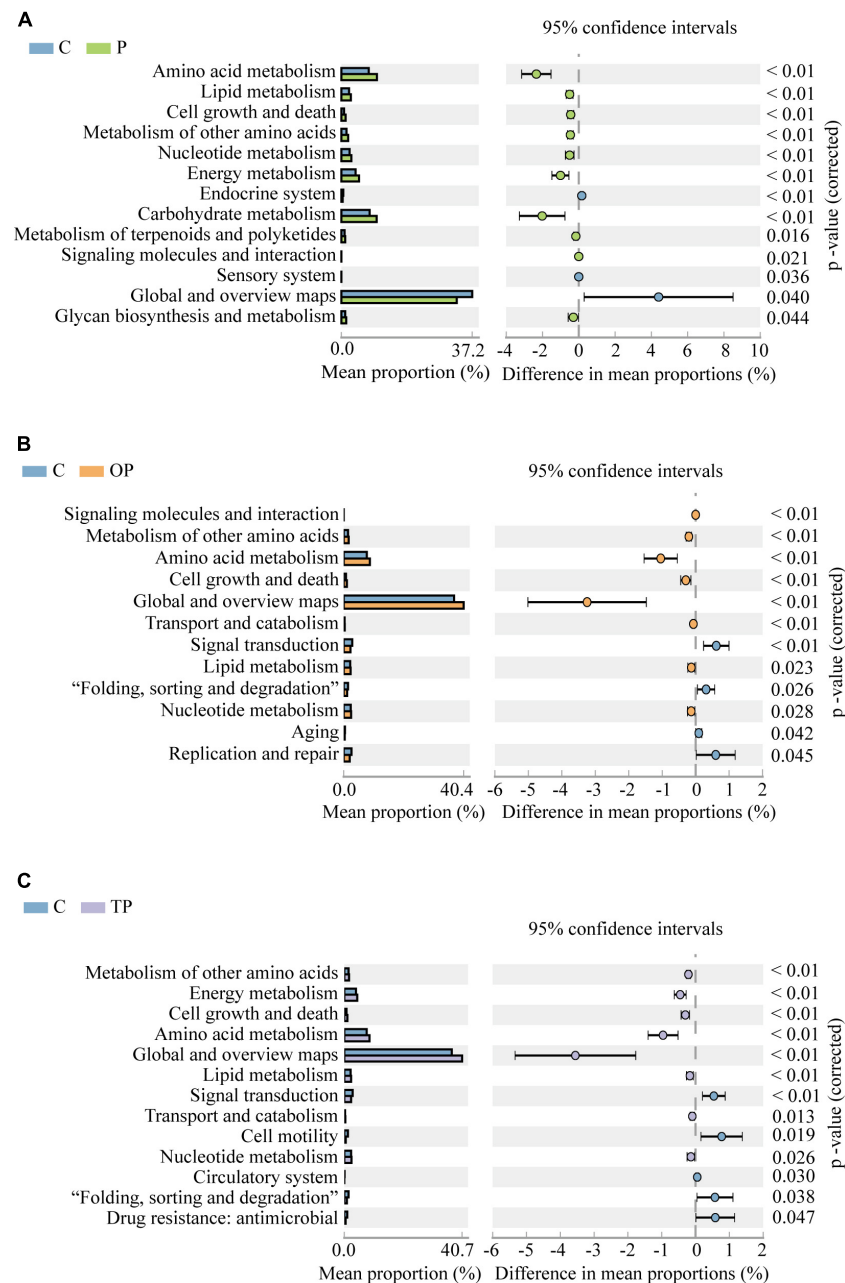 A
95% confidence intervals
C P
Amino acid metabolism < 0.01
Lipid metabolism < 0.01
Cell growth and death < 0.01
Metabolism of other amino acids < 0.01
Nucleotide metabolism < 0.01
Energy metabolism < 0.01
Endocrine system < 0.01
Carbohydrate metabolism < 0.01
Metabolism of terpenoids and polyketides 0.016
Signaling molecules and interaction 0.021
Sensory system 0.036
Global and overview maps 0.040
Glycan biosynthesis and metabolism 0.044
p -value (corrected)
0.0 37.2 -4 -2 0 2 4 6 8 10
Mean proportion (%) Difference in mean proportions (%)
B
C OP 95% confidence intervals
Signaling molecules and interaction < 0.01
Metabolism of other amino acids < 0.01
Amino acid metabolism < 0.01
Cell growth and death < 0.01
Global and overview maps < 0.01
Transport and catabolism < 0.01
Signal transduction < 0.01
Lipid metabolism 0.023
“Folding, sorting and degradation” 0.026
Nucleotide metabolism 0.028
Aging 0.042
Replication and repair 0.045
p -value (corrected)
0.0 40.4 -6 -5 -4 -3 -2 -1 0 1 2
Mean proportion (%) Difference in mean proportions (%)
C
C TP
95% confidence intervals
Metabolism of other amino acids < 0.01
Energy metabolism < 0.01
Cell growth and death < 0.01
Amino acid metabolism < 0.01
Global and overview maps < 0.01
Lipid metabolism < 0.01
Signal transduction < 0.01
Transport and catabolism 0.013
Cell motility 0.019
Nucleotide metabolism 0.026
Circulatory system 0.030
“Folding, sorting and degradation” 0.038
Drug resistance: antimicrobial 0.047
p -value (corrected)
0.0 40.7 -6 -5 -4 -3 -2 -1 0 1 2
Mean proportion (%) Difference in mean proportions (%)